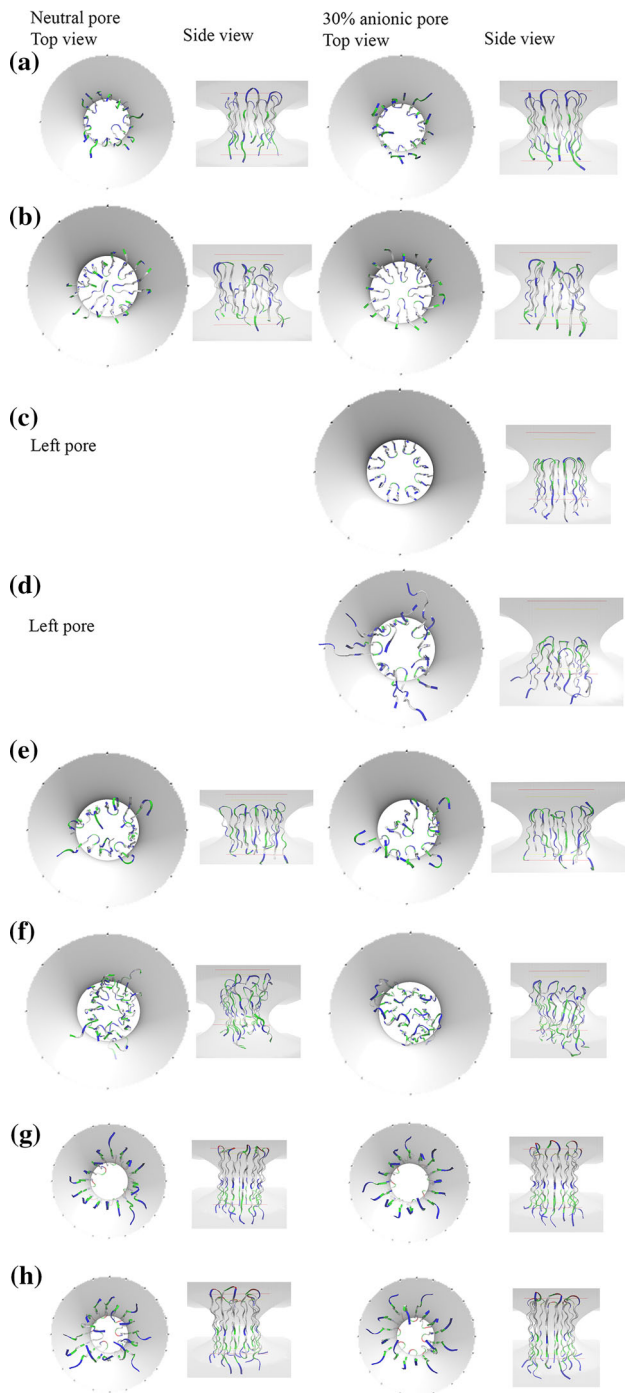 Neutral pore
Top view
Side view
30% anionic pore
Top view
Side view
(a)
(b)
(c)
Left pore
(d)
Left pore
(e)
(f)
(g)
(h)